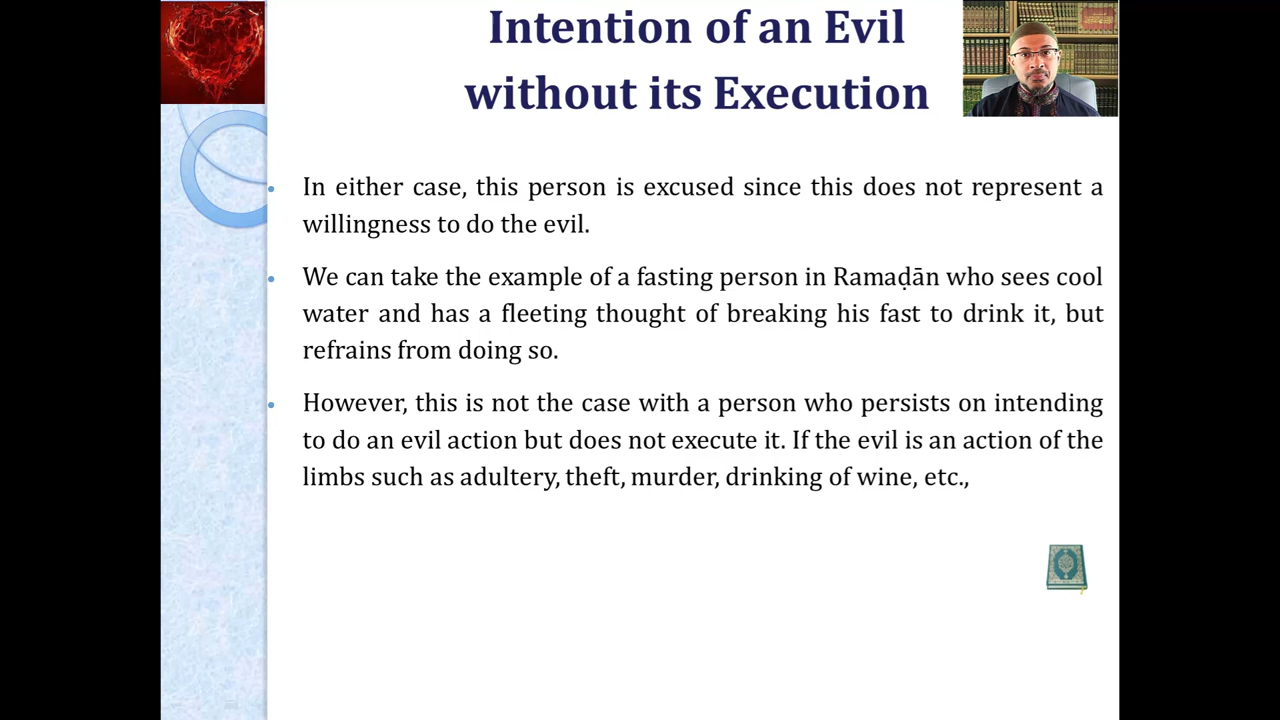 Intention of an Evil
without its Execution
• In either case, this person is excused since this does not represent a
willingness to do the evil.
• We can take the example of a fasting person in Ramaḍān who sees cool
water and has a fleeting thought of breaking his fast to drink it, but
refrains from doing so.
• However, this is not the case with a person who persists on intending
to do an evil action but does not execute it. If the evil is an action of the
limbs such as adultery, theft, murder, drinking of wine, etc.,